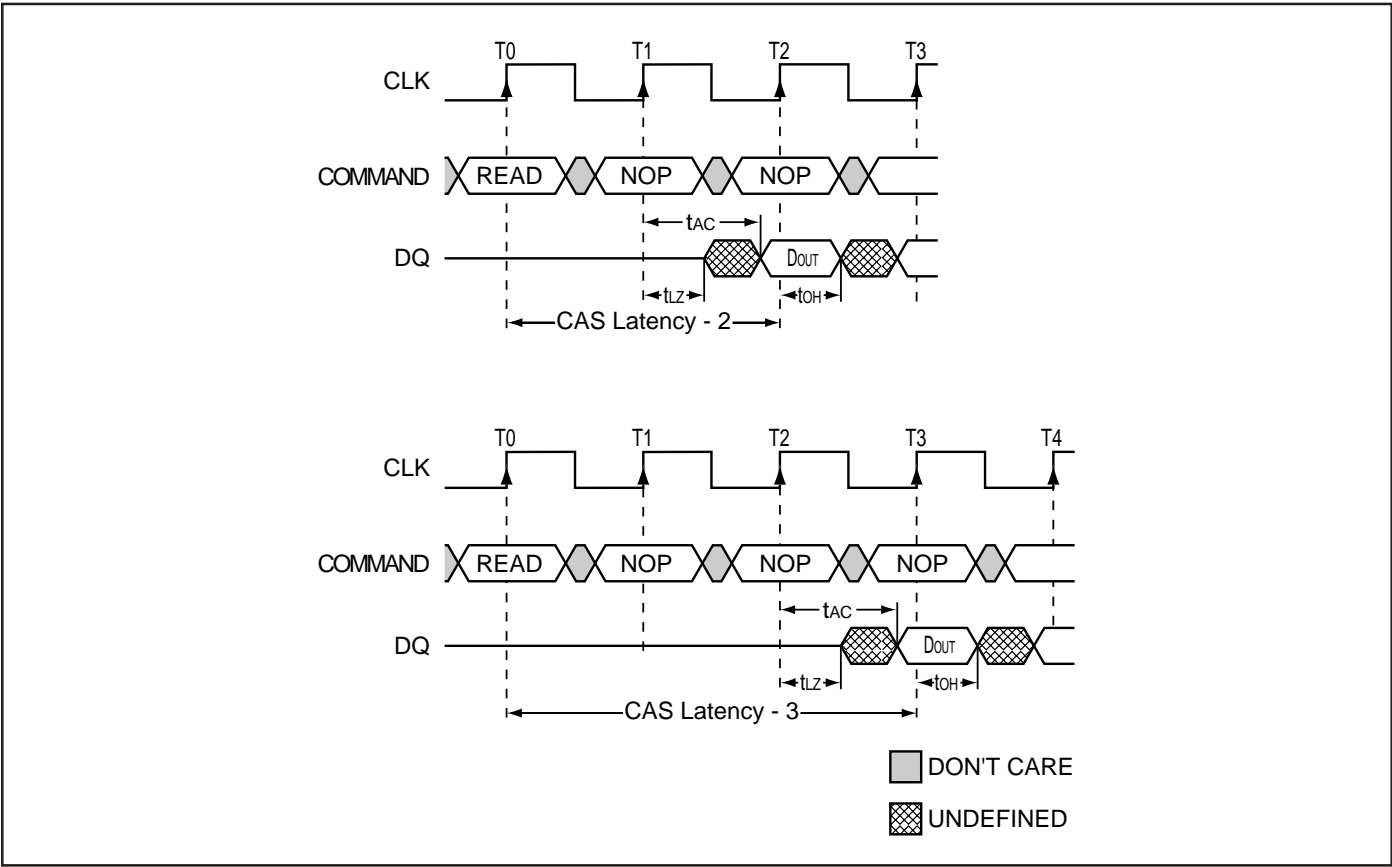 T0 T1 T2 T3
CLK
COMMAND READ NOP NOP
tAC
DQ DOUT
tLZ tOH
CAS Latency - 2
T0 T1 T2 T3 T4
CLK
COMMAND READ NOP NOP NOP
tAC
DQ DOUT
tLZ tOH
CAS Latency - 3
DON'T CARE
UNDEFINED